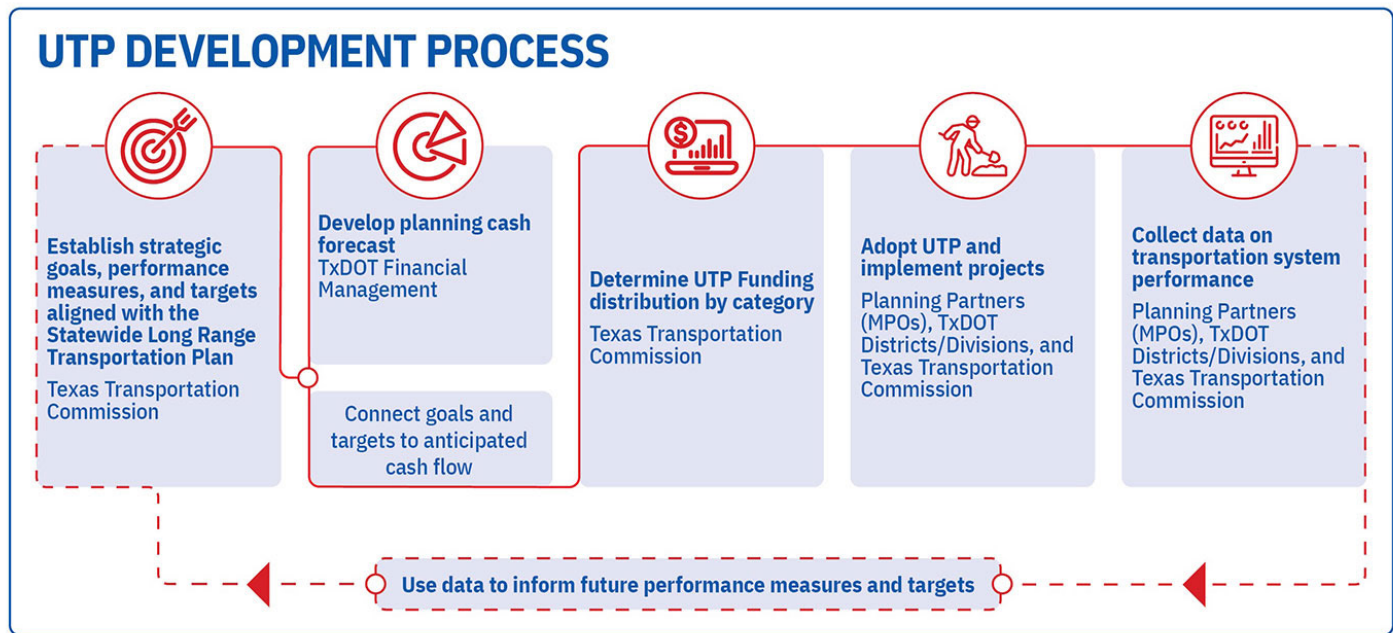 UTP DEVELOPMENT PROCESS
Establish strategic
goals, performance
measures, and targets
aligned with the
Statewide Long Range
Transportation Plan
Texas Transportation
Commission
Develop planning cash
forecast
TxDOT Financial
Management
Connect goals and
targets to anticipated
cash flow
$
Determine UTP Funding
distribution by category
Texas Transportation
Commission
Adopt UTP and
implement projects
Planning Partners
(MPOs), TxDOT
Districts/Divisions, and
Texas Transportation
Commission
Collect data on
transportation system
performance
Planning Partners
(MPOs), TxDOT
Districts/Divisions, and
Texas Transportation
Commission
Use data to inform future performance measures and targets